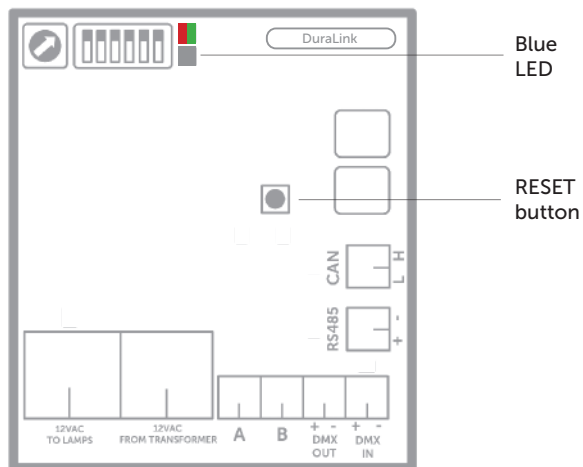 DuraLink
Blue
LED
RESET
button
CAN
H
L
RS485
-
+
12VAC
TO LAMPS
12VAC
FROM TRANSFORMER
A
B
+ -
DMX
OUT
+ -
DMX
IN